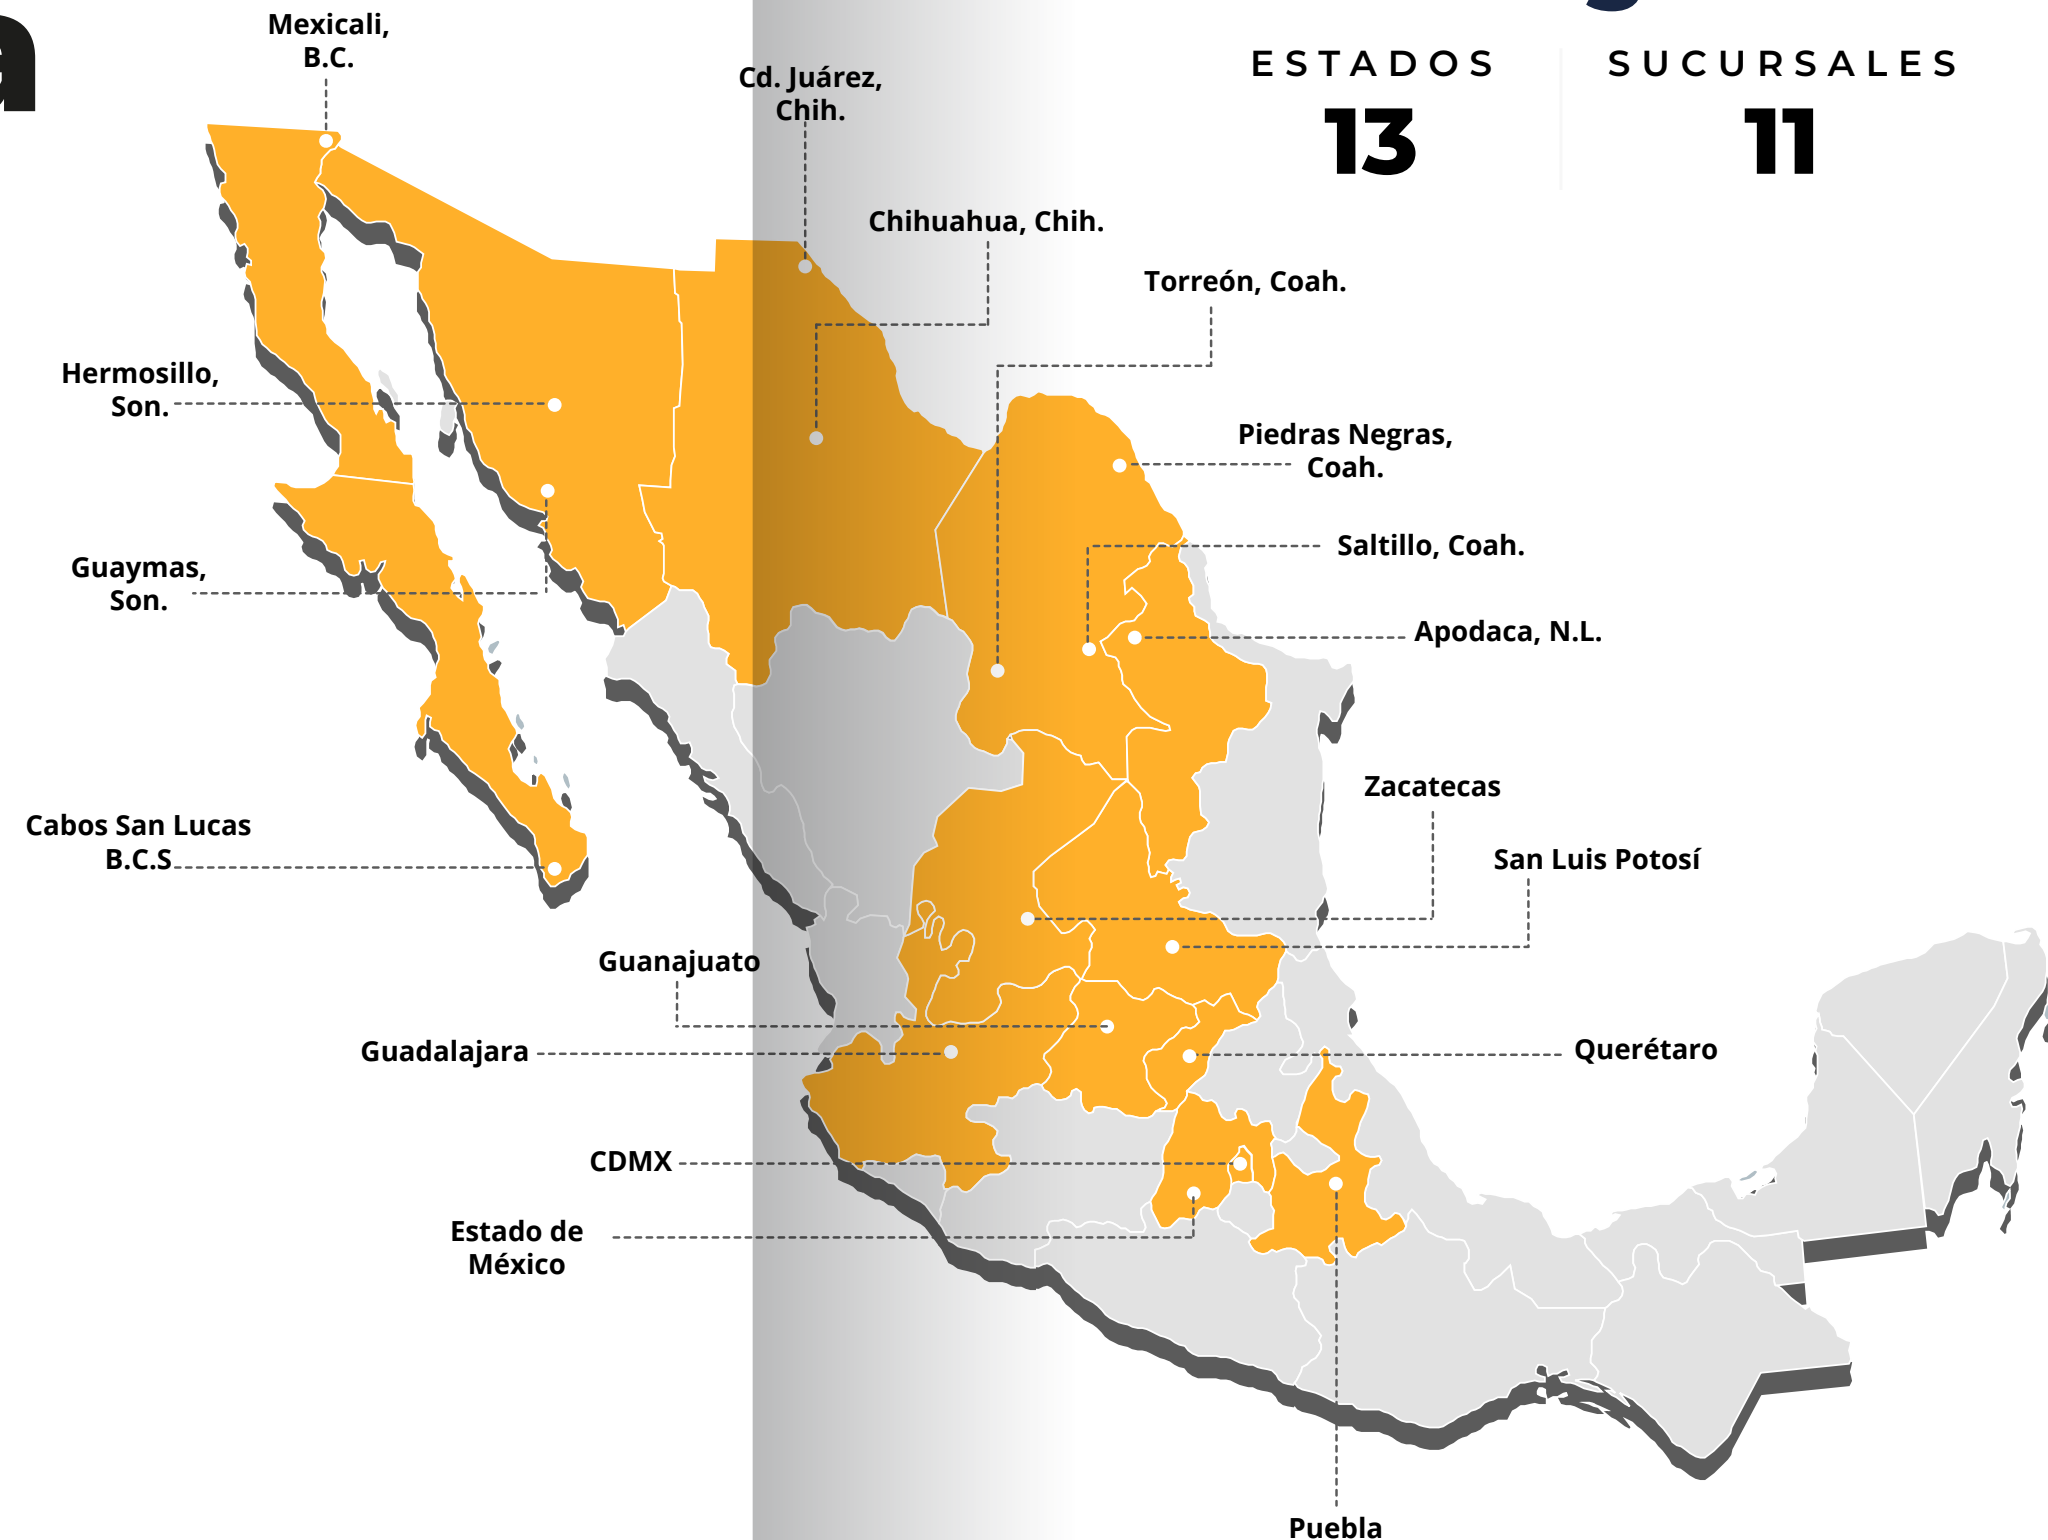 a
Mexicali,
B.C.
Cd. Juárez,
Chih.
ESTADOS
13
SUCURSALES
11
Chihuahua, Chih.
Torreón, Coah.
Hermosillo,
Son.
Piedras Negras,
Coah.
Saltillo, Coah.
Guaymas,
Son.
Apodaca, N.L.
Zacatecas
Cabos San Lucas
B.C.S
San Luis Potosí
Guanajuato
Guadalajara
Querétaro
CDMX
Estado de
México
Puebla